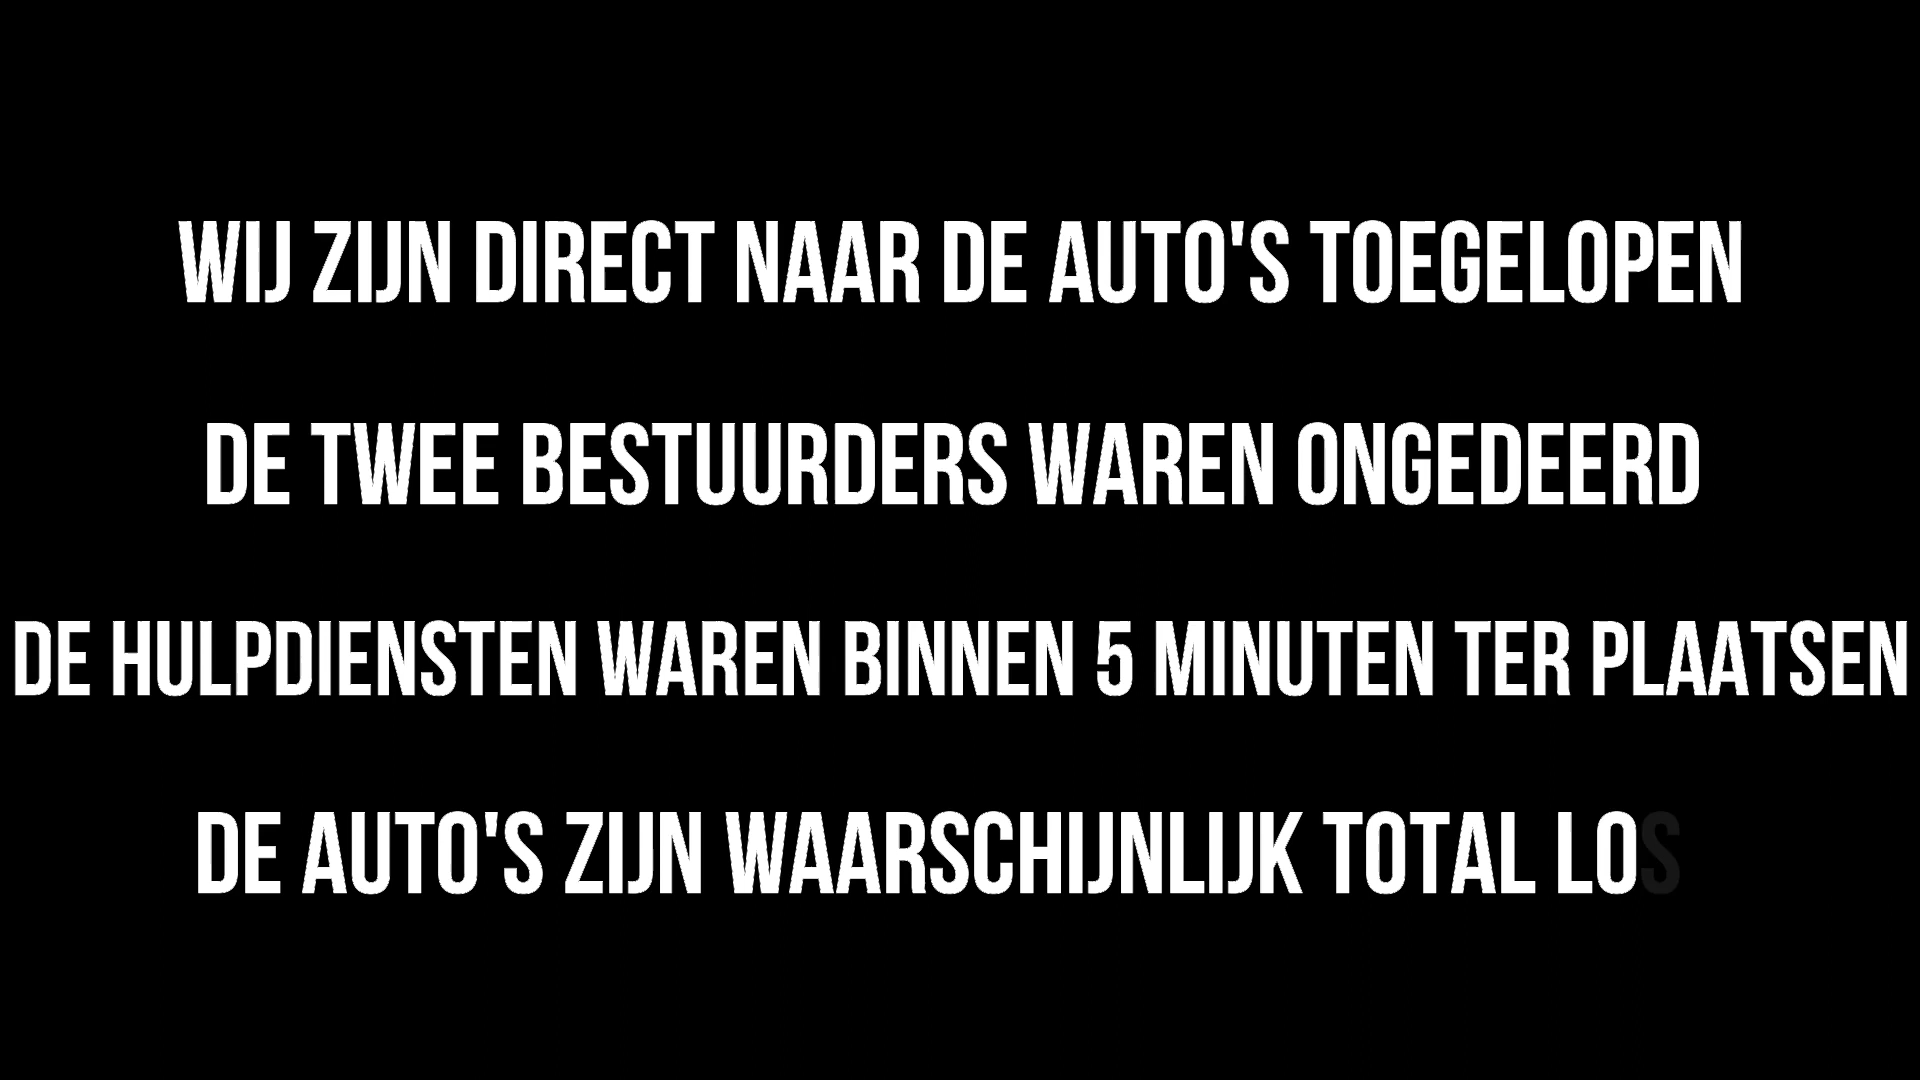 WIJ ZIJN DIRECT NAAR DE AUTO'S TOEGELOPEN
DE TWEE BESTUURDERS WAREN ONGEDEERD
DE HULPDIENSTEN WAREN BINNEN 5 MINUTEN TER PLAATSEN
DE AUTO'S ZIJN WAARSCHIJNLIJK TOTAL LOS